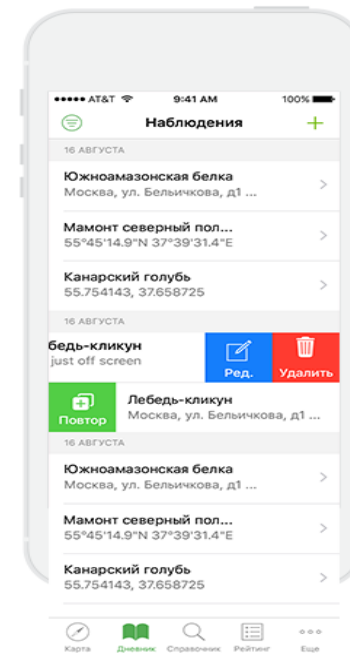 AT&T 9:41 AM 100%
Наблюдения
16 АВГУСТА
Южноамазонская белка
Москва, ул. Бельичкова, д1 ...
Мамонт северный пол...
55°45'14.9"N 37°39'31.4"E
Канарский голубь
55.754143, 37.658725
16 АВГУСТА
бедь-кликун
just off screen
Ред.
Удалить
Повтор
Лебедь-кликун
Москва, ул. Бельичкова, д1 ...
16 АВГУСТА
Южноамазонская белка
Москва, ул. Бельичкова, д1 ...
Мамонт северный пол...
55°45'14.9"N 37°39'31.4"E
Канарский голубь
55.754143, 37.658725
Карта Дневник Справочник Рейтинг Еще